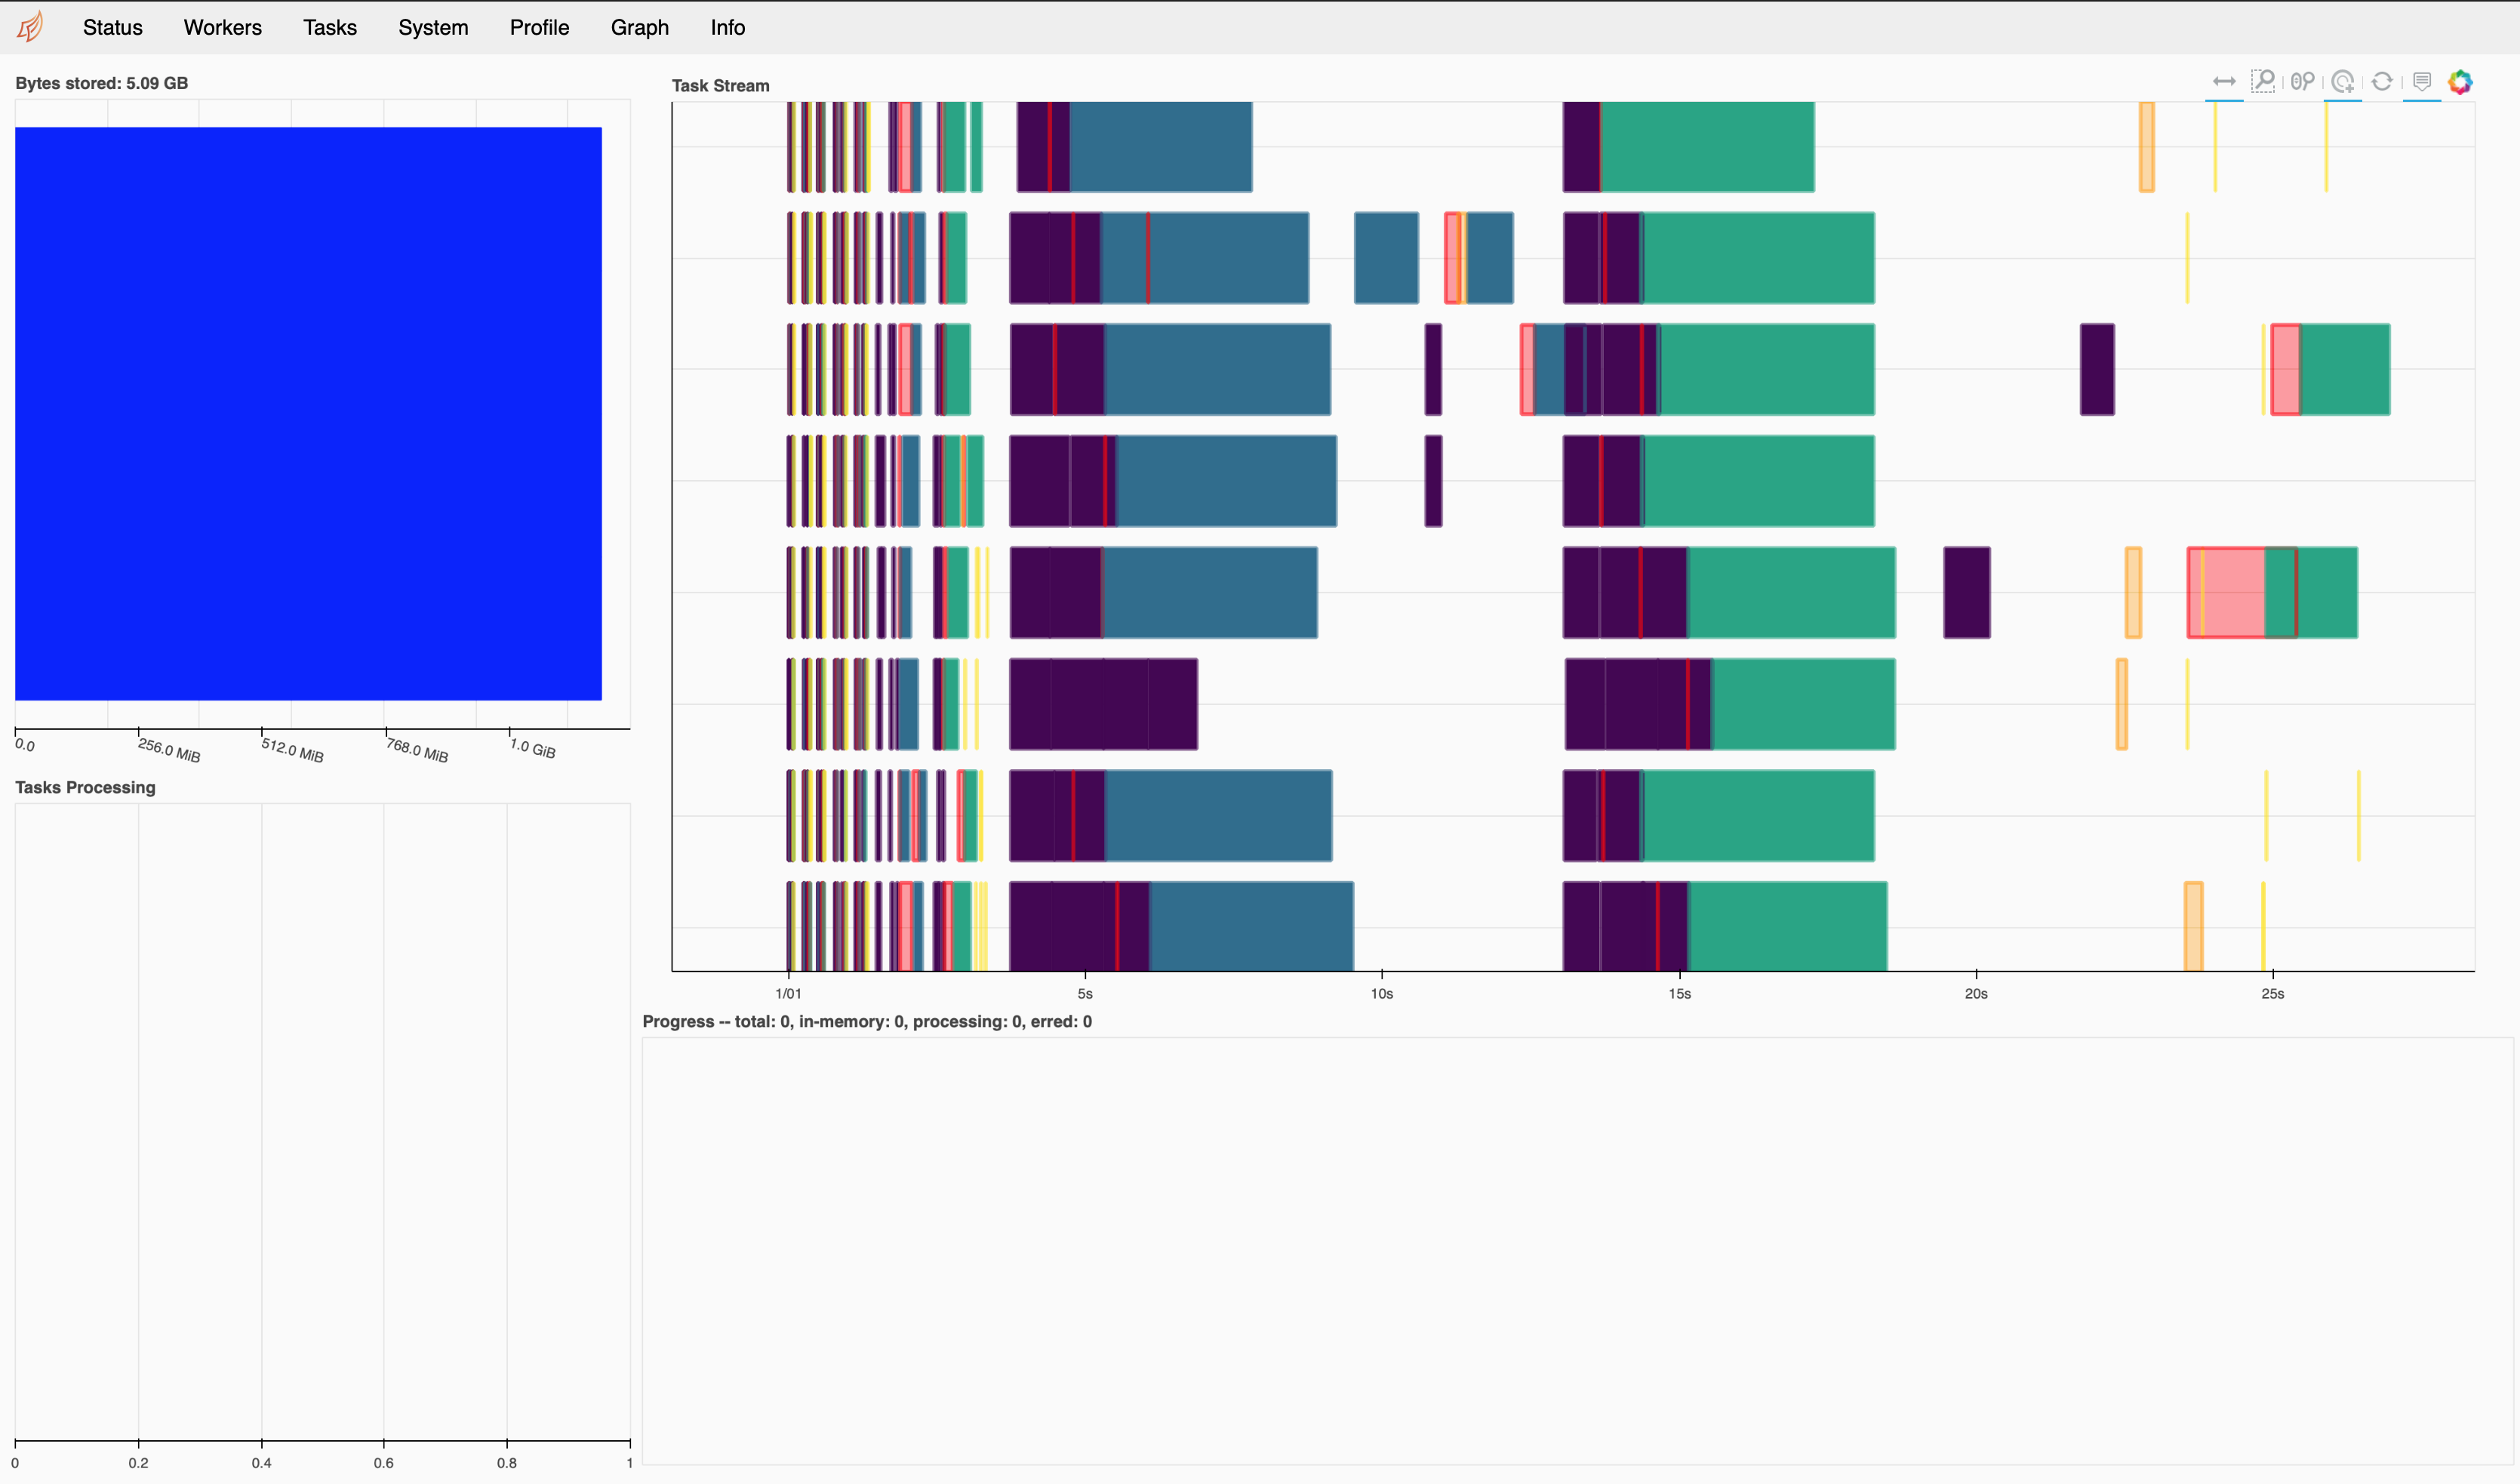 Status Workers Tasks System Profile Graph Info
Bytes stored: 5.09 GB
0.0 256.0 MiB 512.0 MiB 768.0 MiB 1.0 GiB
Tasks Processing
0 0.2 0.4 0.6 0.8 1
Task Stream
1/01 5s 10s 15s 20s 25s
Progress -- total: 0, in-memory: 0, processing: 0, erred: 0